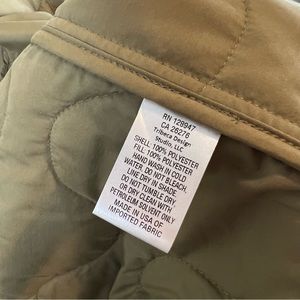 RN 128947
CA 26276
Tribeca Design
Studio, LLC
SHELL: 100% POLYESTER
FILL: 100% POLYESTER
HAND WASH IN COLD
WATER. DO NOT BLEACH.
LINE DRY IN SHADE.
DO NOT TUMBLE DRY
OR DRY CLEAN WITH
PETROLEUM SOLVENT ONLY
MADE IN USA OF
IMPORTED FABRIC